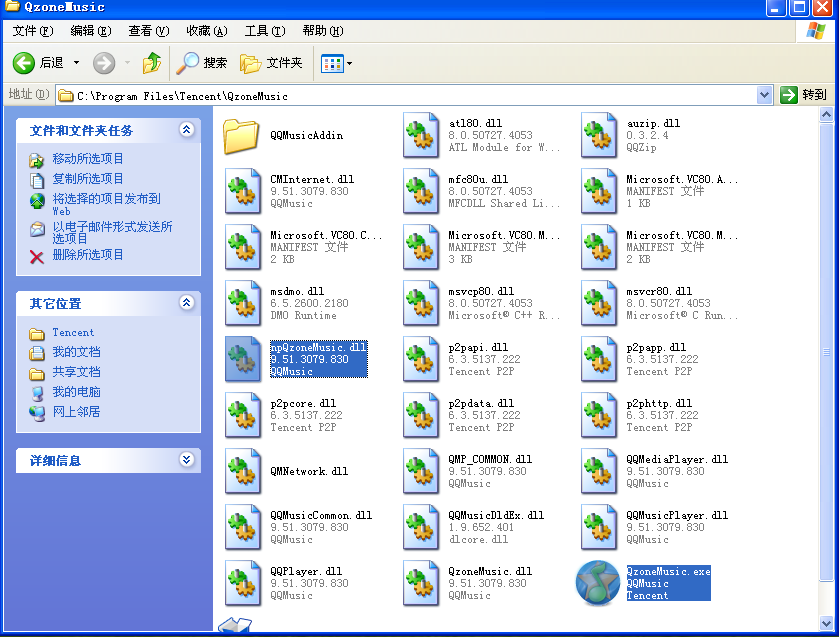 QzoneMusic
文件(F) 编辑(E) 查看(V) 收藏(A) 工具(T) 帮助(H)
后退 搜索 文件夹
地址(D) C:\Program Files\Tencent\QzoneMusic 转到
文件和文件夹任务
移动所选项目
复制所选项目
将选择的项目发布到
Web
以电子邮件形式发送所
选项目
删除所选项目
其它位置
Tencent
我的文档
共享文档
我的电脑
网上邻居
详细信息
QQMusicAddin
atl80.dll
8.0.50727.4053
ATL Module for W...
auzip.dll
0.3.2.4
QQZip
CMInternet.dll
9.51.3079.830
QQMusic
mfc80u.dll
8.0.50727.4053
MFCDLL Shared Li...
Microsoft.VC80.A...
MANIFEST 文件
1 KB
Microsoft.VC80.C...
MANIFEST 文件
2 KB
Microsoft.VC80.M...
MANIFEST 文件
3 KB
Microsoft.VC80.M...
MANIFEST 文件
2 KB
msdmo.dll
6.5.2600.2180
DMO Runtime
msvcp80.dll
8.0.50727.4053
Microsoft® C++ R...
msvcr80.dll
8.0.50727.4053
Microsoft® C Run...
npQzoneMusic.dll
9.51.3079.830
QQMusic
p2papi.dll
6.3.5137.222
Tencent P2P
p2papp.dll
6.3.5137.222
Tencent P2P
p2pcore.dll
6.3.5137.222
Tencent P2P
p2pdata.dll
6.3.5137.222
Tencent P2P
p2phttp.dll
6.3.5137.222
Tencent P2P
QMNetwork.dll
QMP_COMMON.dll
9.51.3079.830
QQMusic
QQMediaPlayer.dll
9.51.3079.830
QQMusic
QQMusicCommon.dll
9.51.3079.830
QQMusic
QQMusicDldEx.dll
1.9.652.401
dlcore.dll
QQMusicPlayer.dll
9.51.3079.830
QQMusic
QQPlayer.dll
9.51.3079.830
QQMusic
QzoneMusic.dll
9.51.3079.830
QQMusic
QzoneMusic.exe
QQMusic
Tencent